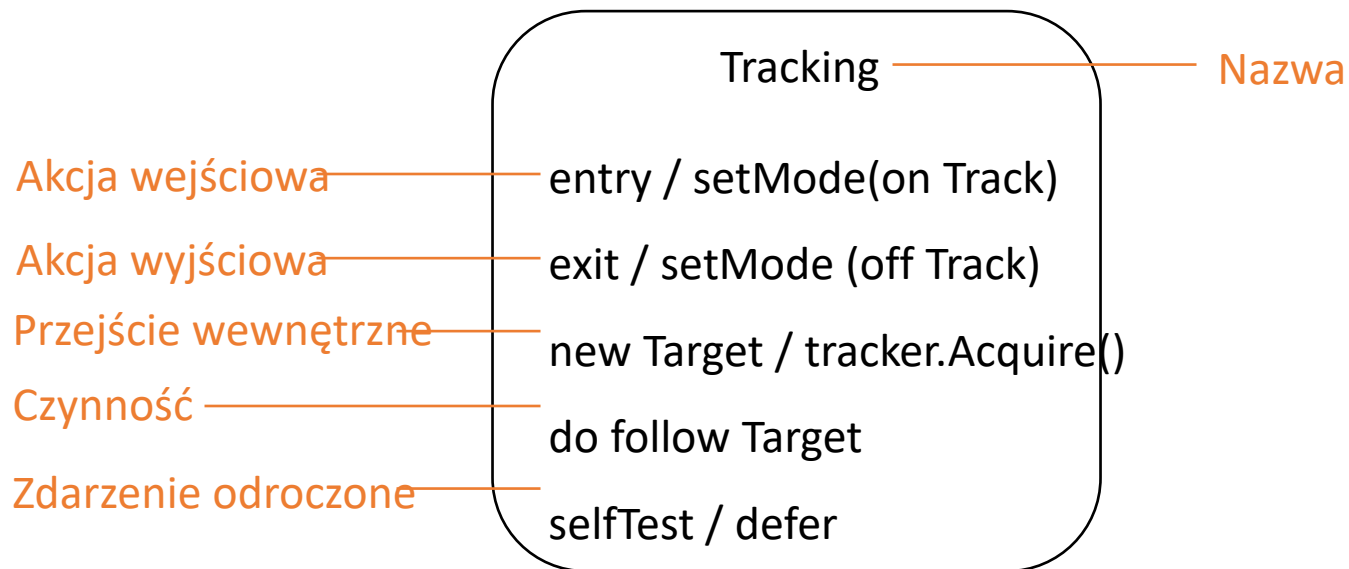 Tracking
Nazwa
Akcja wejściowa
entry / setMode(on Track)
Akcja wyjściowa
exit / setMode (off Track)
Przejście wewnętrzne
new Target / tracker.Acquire()
Czynność
do follow Target
Zdarzenie odroczone
selfTest / defer